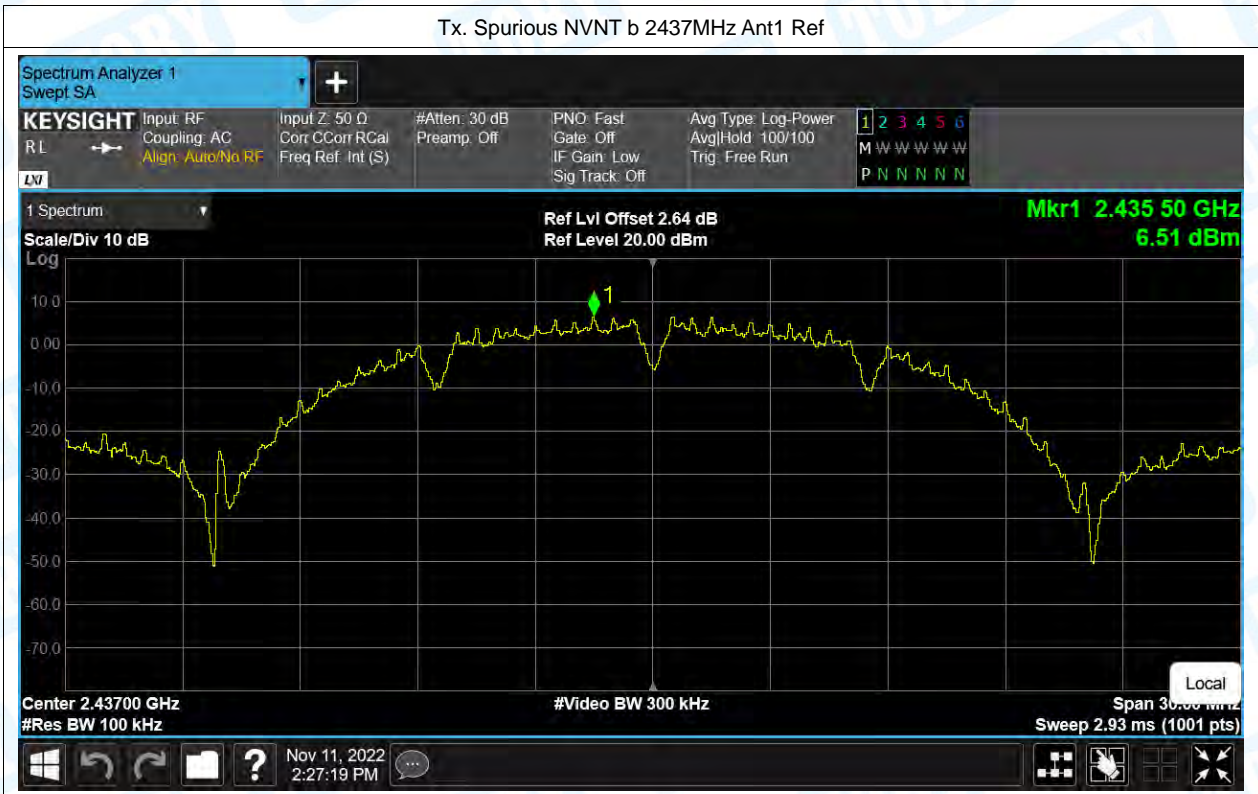 Tx. Spurious NVNT b 2437MHz Ant1 Ref
Spectrum Analyzer 1
Swept SA
KEYSIGHT
RL
LXI
Input: RF
Coupling: AC
Align: Auto/No RF
Input Z: 50 Ω
Corr CCorr RCal
Freq Ref: Int (S)
#Atten: 30 dB
Preamp: Off
PNO: Fast
Gate: Off
IF Gain: Low
Sig Track: Off
Avg Type: Log-Power
Avg|Hold: 100/100
Trig: Free Run
1 2 3 4 5 6
M W W W W W
P N N N N N
1 Spectrum
Scale/Div 10 dB
Log
Ref Lvl Offset 2.64 dB
Ref Level 20.00 dBm
Mkr1 2.435 50 GHz
6.51 dBm
1
10.0
0.00
-10.0
-20.0
-30.0
-40.0
-50.0
-60.0
-70.0
Local
Center 2.43700 GHz
#Video BW 300 kHz
Span 30.00 MHz
#Res BW 100 kHz
Sweep 2.93 ms (1001 pts)
?
Nov 11, 2022
2:27:19 PM